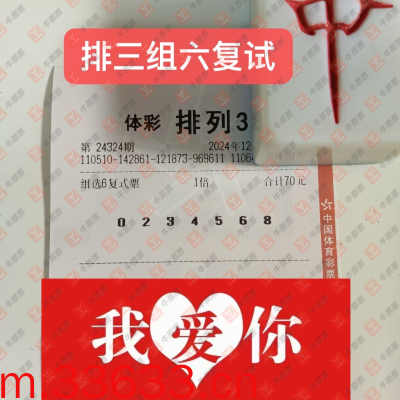 排三组六复试
中
体彩 排列3
第 24324期 2024年12
110510-142861-121873-969611 1106
组选6复式票 1倍 合计70元
0 2 3 4 5 6 8
中国体育彩票
我爱你